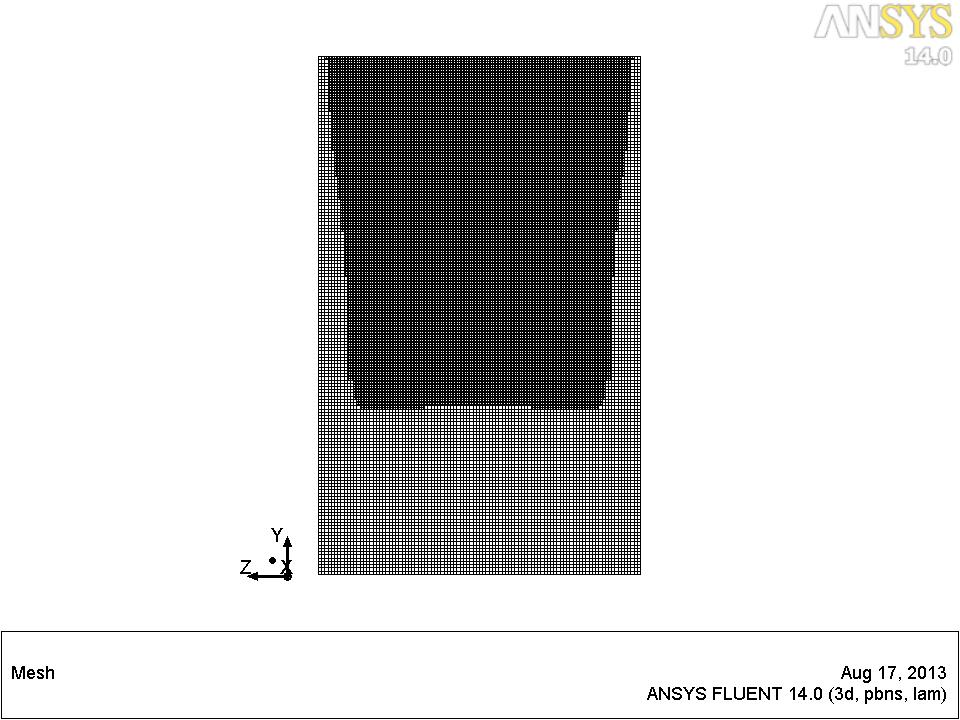 ANSYS
14.0
Y
Z X
Mesh
Aug 17, 2013
ANSYS FLUENT 14.0 (3d, pbns, lam)